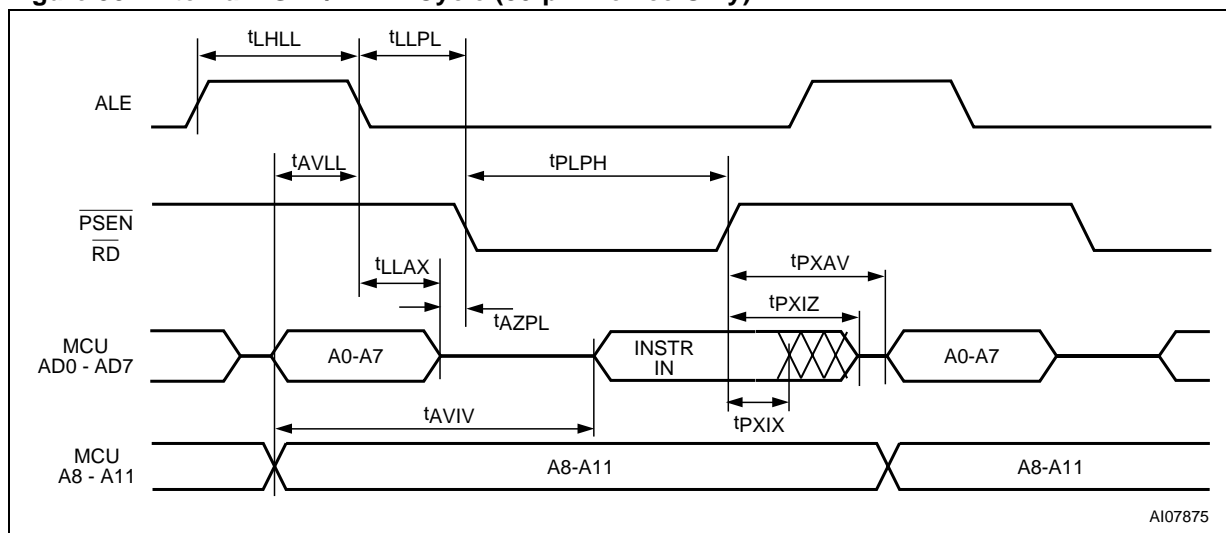 tLHLL
tLLPL
ALE
tAVLL
tPLPH
PSEN
RD
tLLAX
tPXAV
tPXIZ
tAZPL
MCU
AD0 - AD7
A0-A7
INSTR
IN
A0-A7
tAVIV
tPXIX
MCU
A8 - A11
A8-A11
A8-A11
AI07875